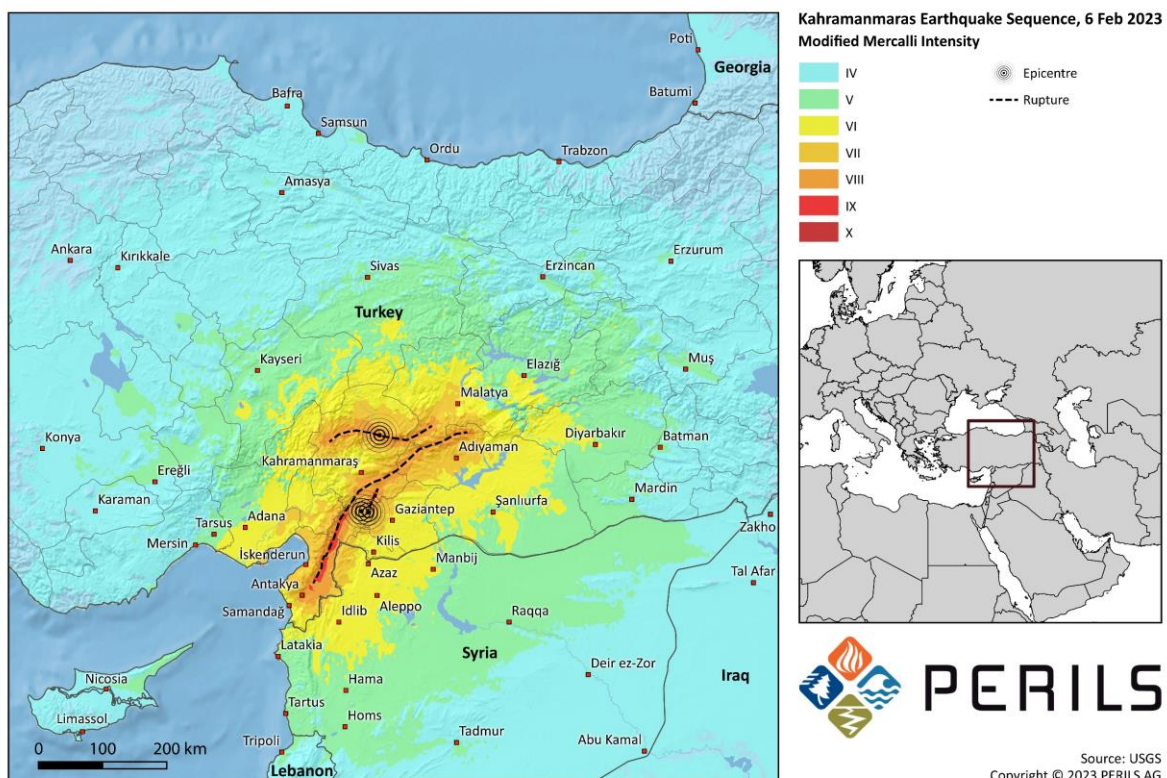 Kahramanmaras Earthquake Sequence, 6 Feb 2023
Modified Mercalli Intensity
IV
V
VI
VII
VIII
IX
X
Epicentre
Rupture
Poti
Georgia
Batumi
Bafra
Samsun
Ordu
Trabzon
Amasya
Ankara
Kırıkkale
Sivas
Erzincan
Erzurum
Turkey
Kayseri
Elazığ
Muş
Malatya
Konya
Diyarbakır
Batman
Adıyaman
Kahramanmaraş
Ereğli
Karaman
Mardin
Şanlıurfa
Gaziantep
Tarsus
Adana
Zakho
Mersin
Kilis
İskenderun
Azaz
Manbij
Tal Afar
Antakya
Samandağ
Idlib
Aleppo
Raqqa
Latakia
Syria
Deir ez-Zor
Iraq
Nicosia
Hama
Limassol
Tartus
Homs
Tadmur
Abu Kamal
Tripoli
Lebanon
0 100 200 km
PERILS
Source: USGS
Copyright © 2023 PERILS AG